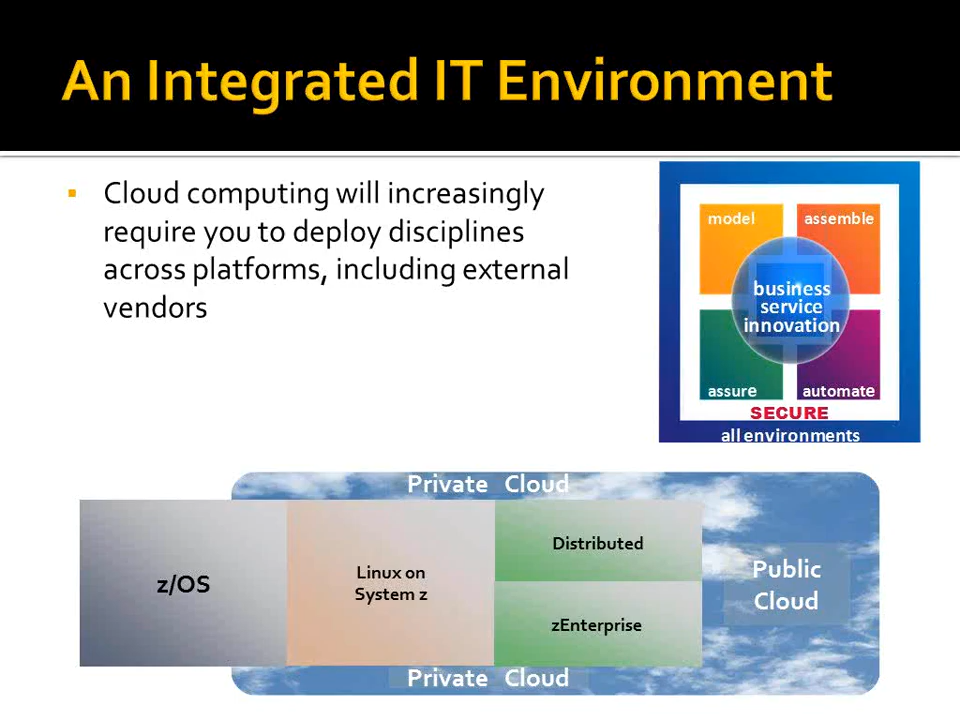 An Integrated IT Environment
▪ Cloud computing will increasingly
require you to deploy disciplines
across platforms, including external
vendors
model
assemble
business
service
innovation
assure
automate
SECURE
all environments
Private Cloud
z/OS
Linux on
System z
Distributed
zEnterprise
Public
Cloud
Private Cloud